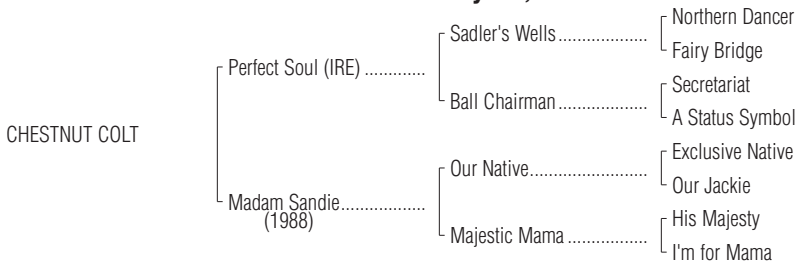 Northern Dancer
Sadler's Wells...................
Fairy Bridge
Perfect Soul (IRE) .............
Secretariat
Ball Chairman...................
A Status Symbol
CHESTNUT COLT
Exclusive Native
Our Native.........................
Our Jackie
Madam Sandie..................
(1988)
His Majesty
Majestic Mama .................
I'm for Mama